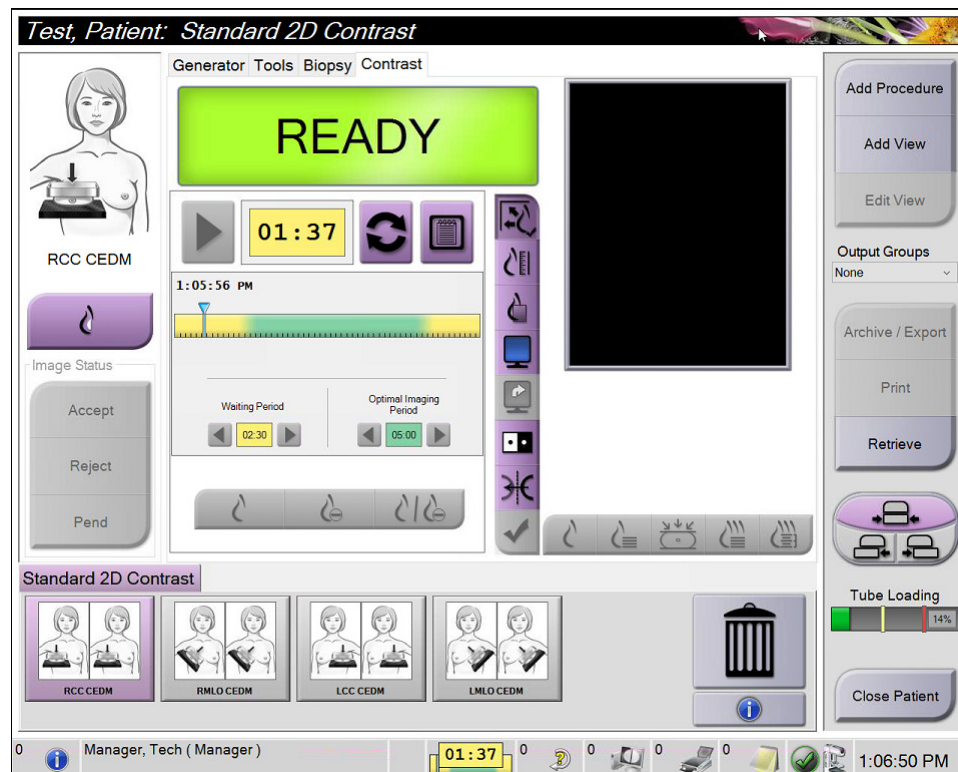 Test, Patient: Standard 2D Contrast
Generator Tools Biopsy Contrast
READY
01:37
1:05:56 PM
Waiting Period
Optimal Imaging
Period
02:30
05:00
RCC CEDM
Image Status
Accept
Reject
Pend
Add Procedure
Add View
Edit View
Output Groups
None
Archive / Export
Print
Retrieve
Tube Loading
14%
Close Patient
Standard 2D Contrast
RCC CEDM
RMLO CEDM
LCC CEDM
LMLO CEDM
0
Manager, Tech ( Manager )
01:37
0
0
0
0
1:06:50 PM